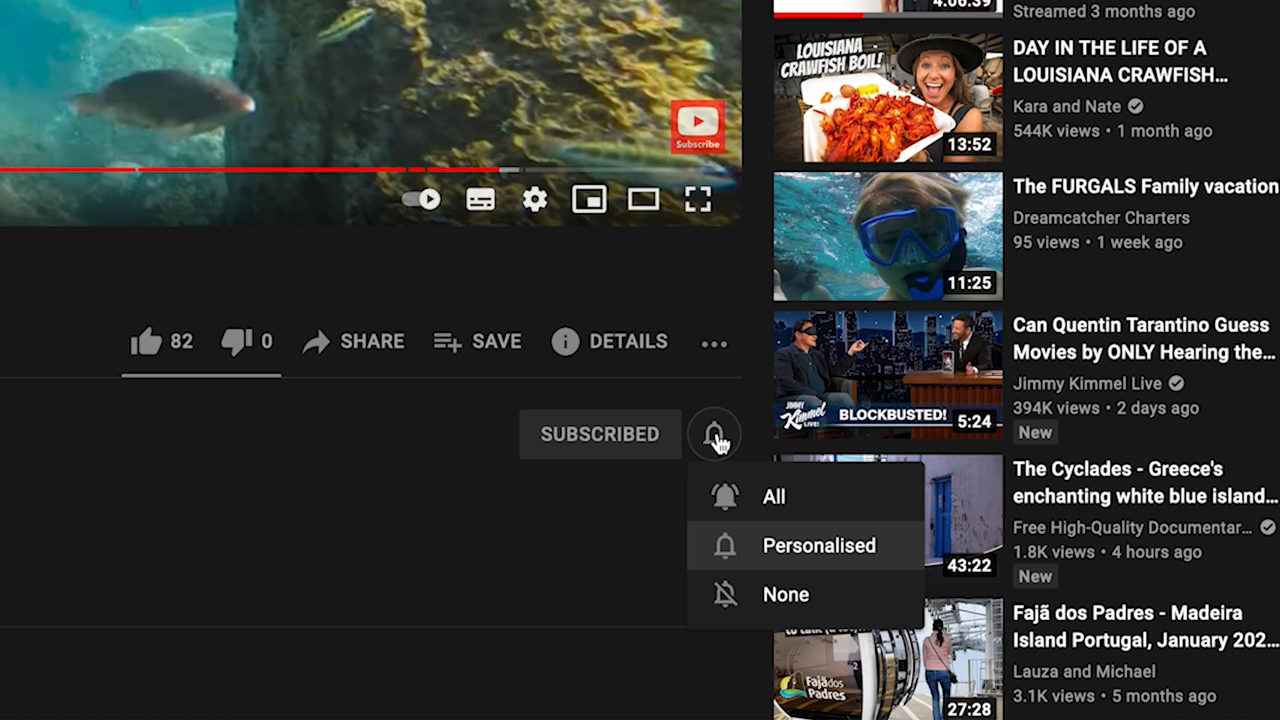 Subscribe
82
0
SHARE
SAVE
DETAILS
SUBSCRIBED
All
Personalised
None
4:06:39
Streamed 3 months ago
LOUISIANA
CRAWFISH BOIL!
13:52
DAY IN THE LIFE OF A
LOUISIANA CRAWFISH...
Kara and Nate
544K views • 1 month ago
11:25
The FURGALS Family vacation
Dreamcatcher Charters
95 views • 1 week ago
JIMMY
Kimmel
LIVE!
BLOCKBUSTED!
5:24
Can Quentin Tarantino Guess
Movies by ONLY Hearing the...
Jimmy Kimmel Live
394K views • 2 days ago
New
43:22
The Cyclades - Greece's
enchanting white blue island...
Free High-Quality Documentar...
1.8K views • 4 hours ago
New
Fajãdos
Padres
27:28
Fajã dos Padres - Madeira
Island Portugal, January 202...
Lauza and Michael
3.1K views • 5 months ago